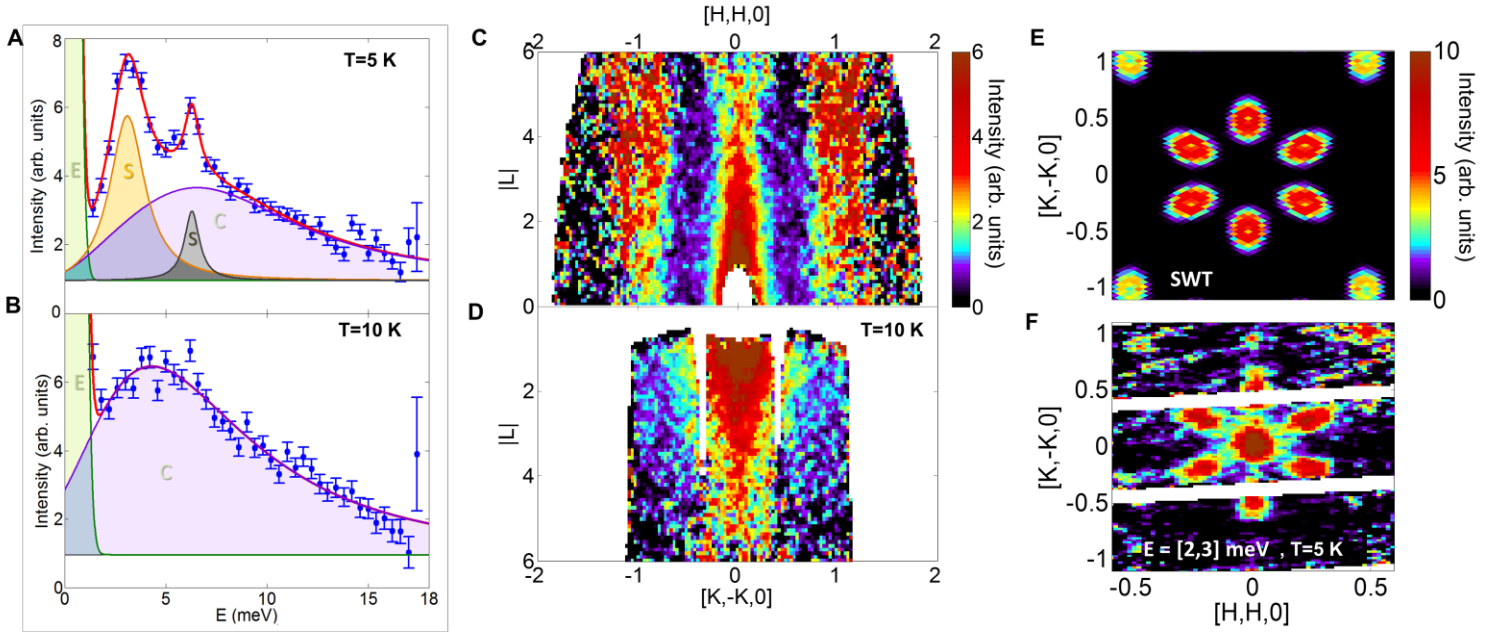 A
8
6
4
2
Intensity (arb. units)
T=5 K
E
S
C
S
B
0
6
4
2
0
Intensity (arb. units)
T=10 K
E
C
0
5
10
15
18
E (meV)
[H,H,0]
C
-2
-1
0
1
2
6
4
2
0
|L|
6
4
2
0
Intensity (arb. units)
D
T=10 K
2
4
6
|L|
-2
-1
0
1
2
[K,-K,0]
E
1
0.5
0
-0.5
-1
[K,-K,0]
SWT
10
5
0
Intensity (arb. units)
F
1
0.5
0
-0.5
-1
[K,-K,0]
E = [2,3] meV , T=5 K
-0.5
0
0.5
[H,H,0]